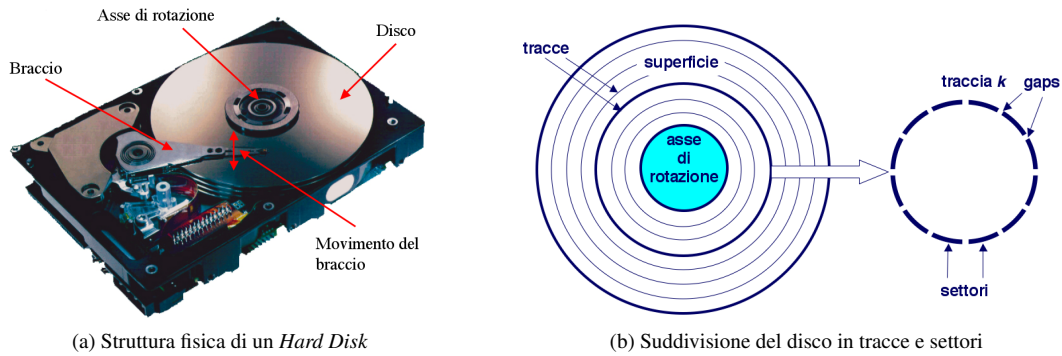 Asse di rotazione
Disco
Braccio
Movimento del
braccio
(a) Struttura fisica di un Hard Disk
tracce
superficie
asse
di
rotazione
traccia k
gaps
settori
(b) Suddivisione del disco in tracce e settori